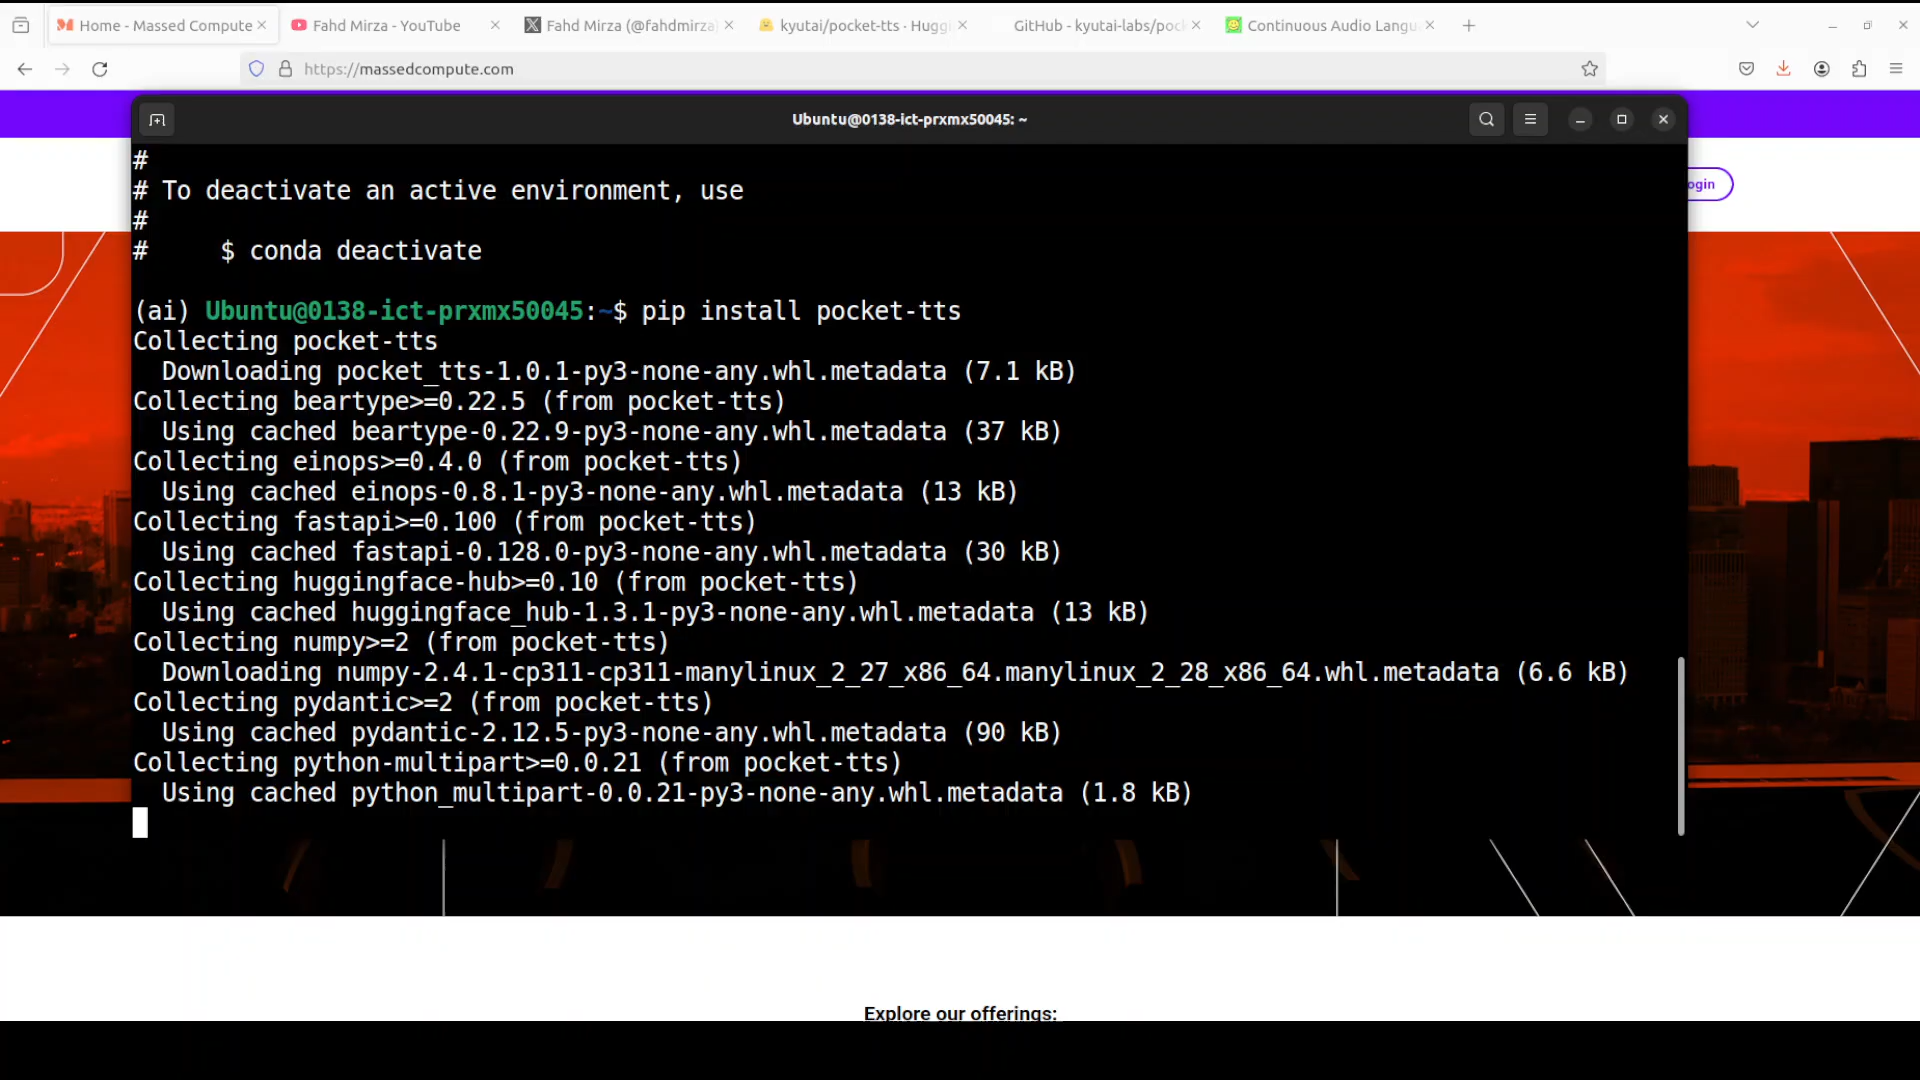 Home - Massed Compute
Fahd Mirza - YouTube
Fahd Mirza (@fahdmirza)
kyutai/pocket-tts · Huggi
GitHub - kyutai-labs/pock
Continuous Audio Langu
https://massedcompute.com
Ubuntu@0138-ict-prxmx50045: ~
ogin
#
# To deactivate an active environment, use
#
#     $ conda deactivate
(ai) Ubuntu@0138-ict-prxmx50045:~$ pip install pocket-tts
Collecting pocket-tts
  Downloading pocket_tts-1.0.1-py3-none-any.whl.metadata (7.1 kB)
Collecting beartype>=0.22.5 (from pocket-tts)
  Using cached beartype-0.22.9-py3-none-any.whl.metadata (37 kB)
Collecting einops>=0.4.0 (from pocket-tts)
  Using cached einops-0.8.1-py3-none-any.whl.metadata (13 kB)
Collecting fastapi>=0.100 (from pocket-tts)
  Using cached fastapi-0.128.0-py3-none-any.whl.metadata (30 kB)
Collecting huggingface-hub>=0.10 (from pocket-tts)
  Using cached huggingface_hub-1.3.1-py3-none-any.whl.metadata (13 kB)
Collecting numpy>=2 (from pocket-tts)
  Downloading numpy-2.4.1-cp311-cp311-manylinux_2_27_x86_64.manylinux_2_28_x86_64.whl.metadata (6.6 kB)
Collecting pydantic>=2 (from pocket-tts)
  Using cached pydantic-2.12.5-py3-none-any.whl.metadata (90 kB)
Collecting python-multipart>=0.0.21 (from pocket-tts)
  Using cached python_multipart-0.0.21-py3-none-any.whl.metadata (1.8 kB)
Explore our offerings: